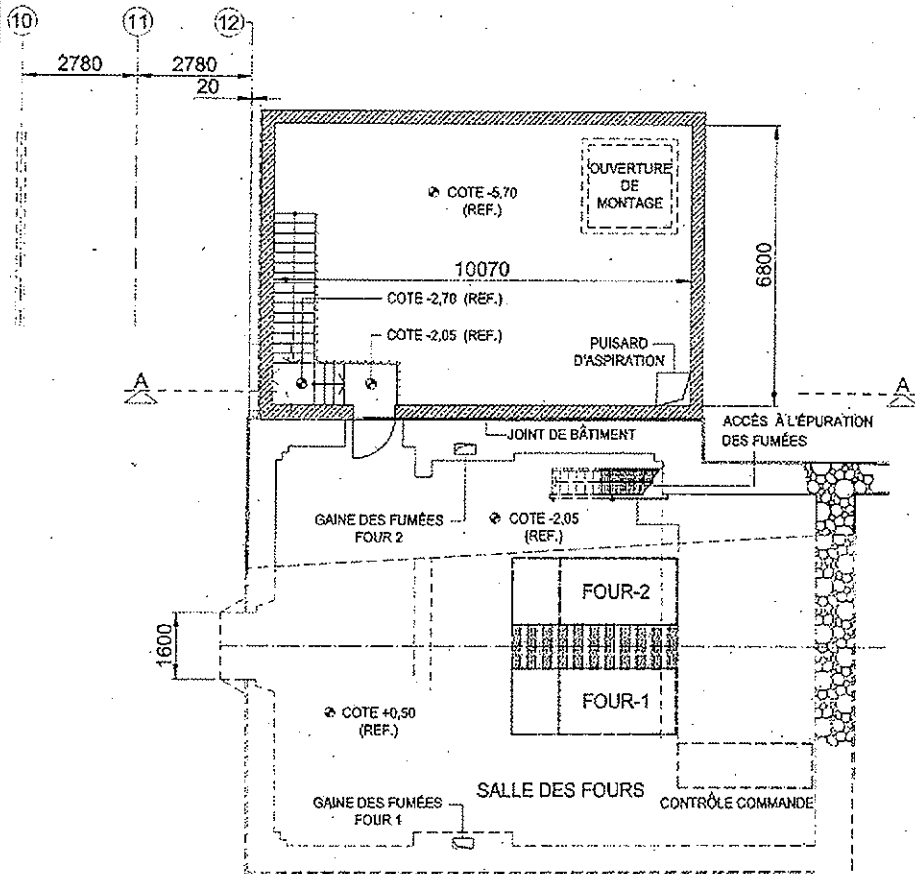 10
11
12
2780
2780
20
OUVERTURE
DE
MONTAGE
COTE -5,70
(REF.)
10070
6800
COTE -2,70 (REF.)
COTE -2,05 (REF.)
PUISARD
D'ASPIRATION
A
A
ACCÈS À L'ÉPURATION
DES FUMÉES
JOINT DE BÂTIMENT
GAINE DES FUMÉES
FOUR 2
COTE -2,05
(REF.)
FOUR-2
1600
FOUR-1
COTE +0,50
(REF.)
SALLE DES FOURS
CONTRÔLE COMMANDE
GAINE DES FUMÉES
FOUR 1